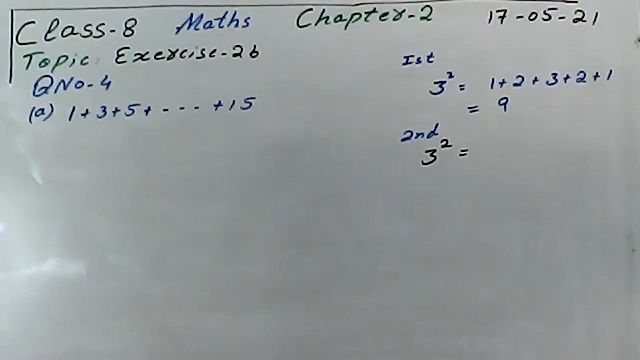 Class-8 Maths Chapter-2 17-05-21
Topic: Exercise-2b
QNo-4
(a) 1+3+5+----+15
Ist
3² = 1+2+3+2+1
= 9
2nd
3² =